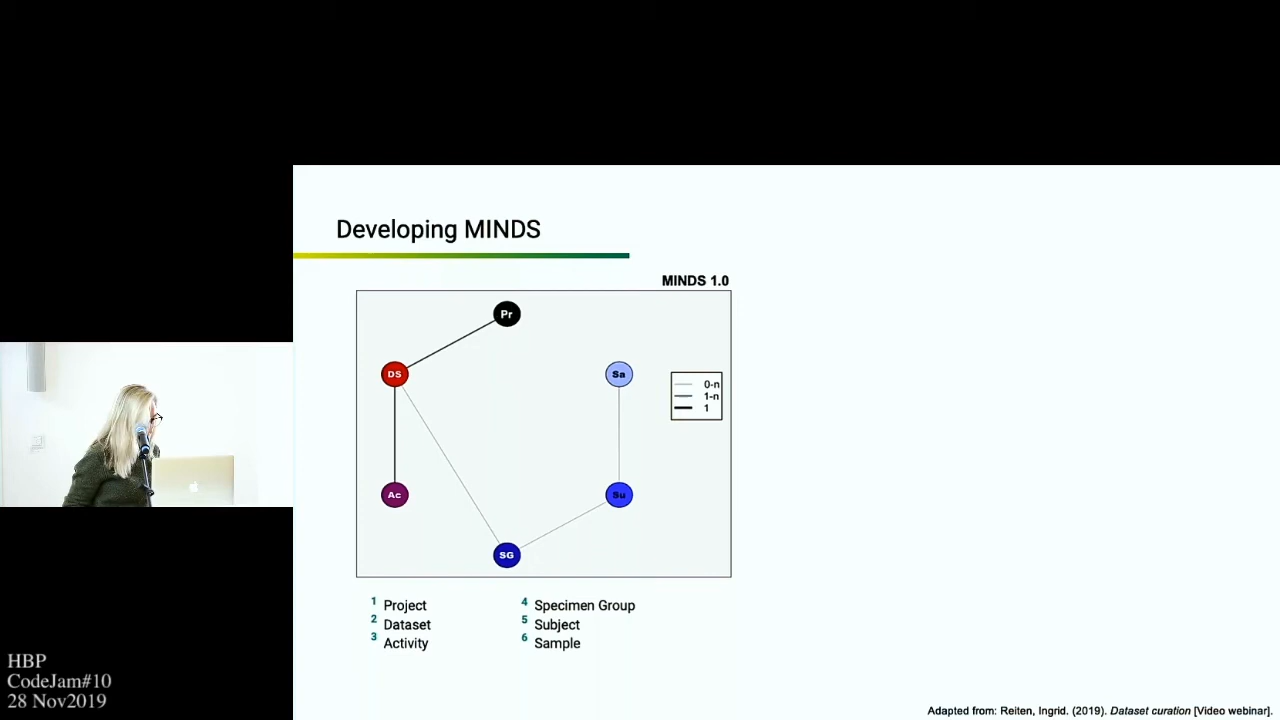 Developing MINDS
MINDS 1.0
Pr
DS
Sa
0-n
1-n
1
Ac
Su
SG
1 Project
2 Dataset
3 Activity
4 Specimen Group
5 Subject
6 Sample
HBP
CodeJam#10
28 Nov2019
Adapted from: Reiten, Ingrid. (2019). Dataset curation [Video webinar].